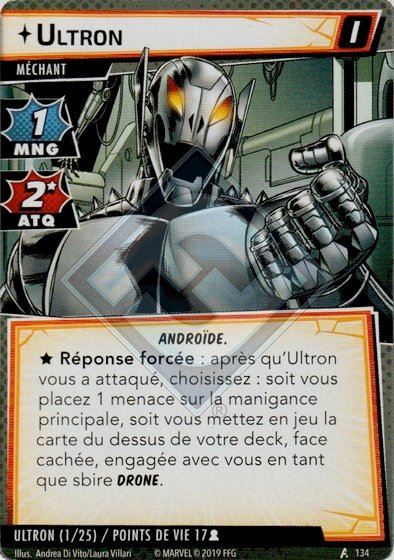 ULTRON
I
MÉCHANT
1
MNG
2★
ATQ
ANDROÏDE.
★ Réponse forcée : après qu'Ultron
vous a attaqué, choisissez : soit vous
placez 1 menace sur la manigance
principale, soit vous mettez en jeu la
carte du dessus de votre deck, face
cachée, engagée avec vous en tant
que sbire DRONE.
ULTRON (1/25) / POINTS DE VIE 17
Illus. Andrea Di Vito/Laura Villari © MARVEL © 2019 FFG A 134